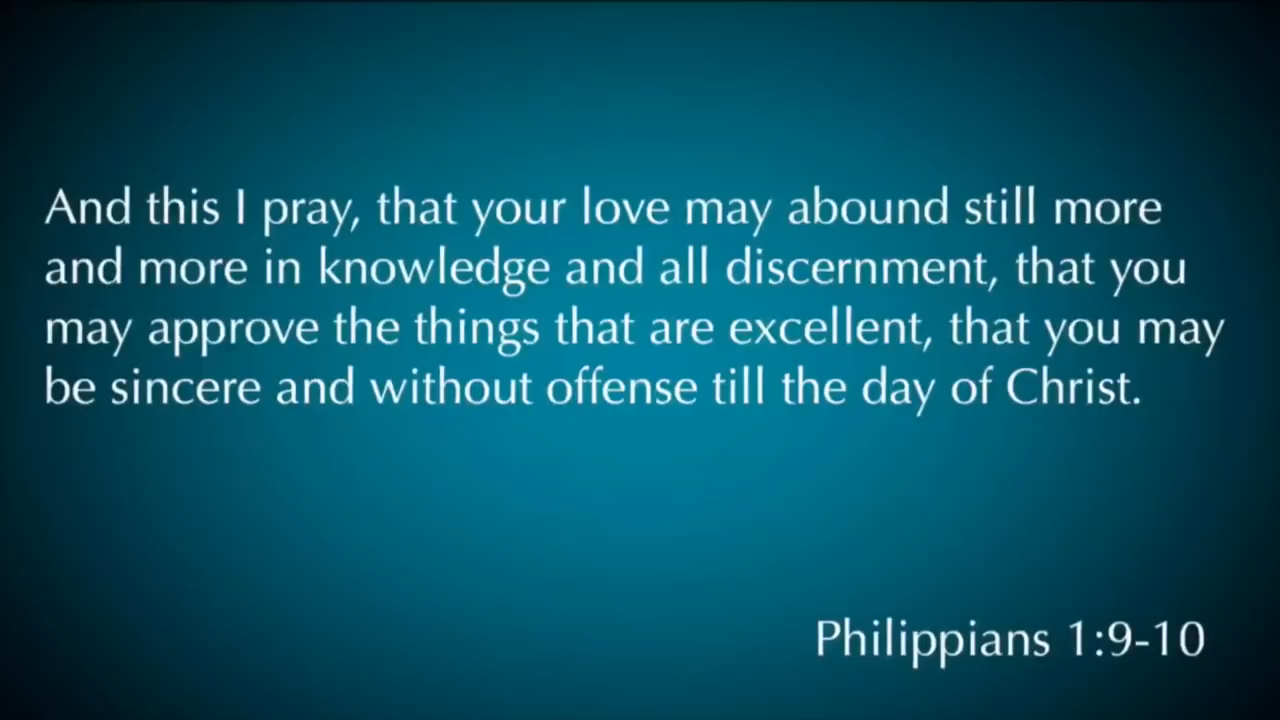 And this I pray, that your love may abound still more
and more in knowledge and all discernment, that you
may approve the things that are excellent, that you may
be sincere and without offense till the day of Christ.
Philippians 1:9-10